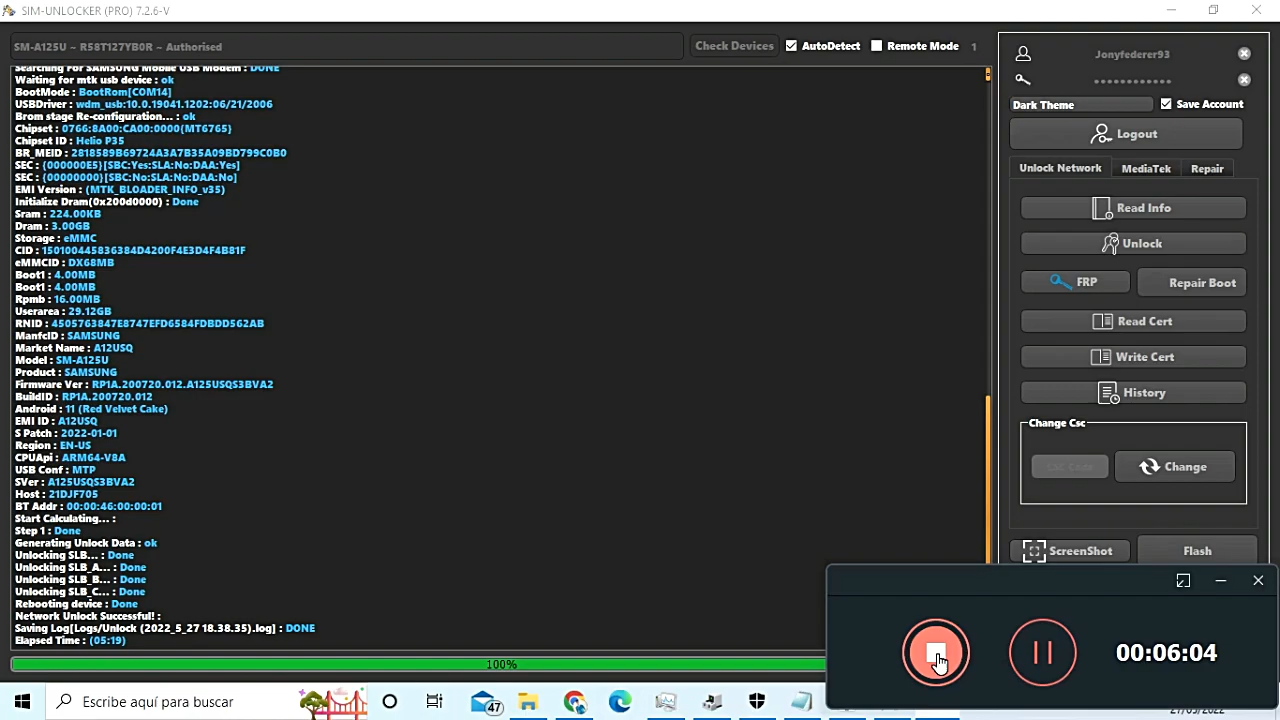 SIM-UNLOCKER (PRO) 7.2.6-V
SM-A125U ~ R58T127YB0R ~ Authorised
Check Devices
AutoDetect
Remote Mode
1
Searching for SAMSUNG Mobile USB Modem : DONE
Waiting for mtk usb device : ok
BootMode : BootRom[COM14]
USBDriver : wdm_usb:10.0.19041.1202:06/21/2006
Brom stage Re-configuration... : ok
Chipset : 0766:8A00:CA00:0000{MT6765}
Chipset ID : Helio P35
BR_MEID : 2818589B69724A3A7B35A09BD799C0B0
SEC : {000000E5}[SBC:Yes:SLA:No:DAA:Yes]
SEC : {00000000}[SBC:No:SLA:No:DAA:No]
EMI Version : (MTK_BLOADER_INFO_v35)
Initialize Dram(0x200d0000) : Done
Sram : 224.00KB
Dram : 3.00GB
Storage : eMMC
CID : 150100445836384D4200F4E3D4F4B81F
eMMCID : DX68MB
Boot1 : 4.00MB
Boot1 : 4.00MB
Rpmb : 16.00MB
Userarea : 29.12GB
RNID : 4505763847E8747EFD6584FDBDD562AB
ManfcID : SAMSUNG
Market Name : A12USQ
Model : SM-A125U
Product : SAMSUNG
Firmware Ver : RP1A.200720.012.A125USQS3BVA2
BuildID : RP1A.200720.012
Android : 11 (Red Velvet Cake)
EMI ID : A12USQ
S Patch : 2022-01-01
Region : EN-US
CPUApi : ARM64-V8A
USB Conf : MTP
SVer : A125USQS3BVA2
Host : 21DJF705
BT Addr : 00:00:46:00:00:01
Start Calculating... :
Step 1 : Done
Generating Unlock Data : ok
Unlocking SLB... : Done
Unlocking SLB_A... : Done
Unlocking SLB_B... : Done
Unlocking SLB_C... : Done
Rebooting device : Done
Network Unlock Successful! :
Saving Log[Logs/Unlock (2022_5_27 18.38.35).log] : DONE
Elapsed Time : (05:19)
100%
Jonyfederer93
Dark Theme
Save Account
Logout
Unlock Network
MediaTek
Repair
Read Info
Unlock
FRP
Repair Boot
Read Cert
Write Cert
History
Change Csc
CSC Code
Change
ScreenShot
Flash
00:06:04
Escribe aquí para buscar
47
27/05/2022